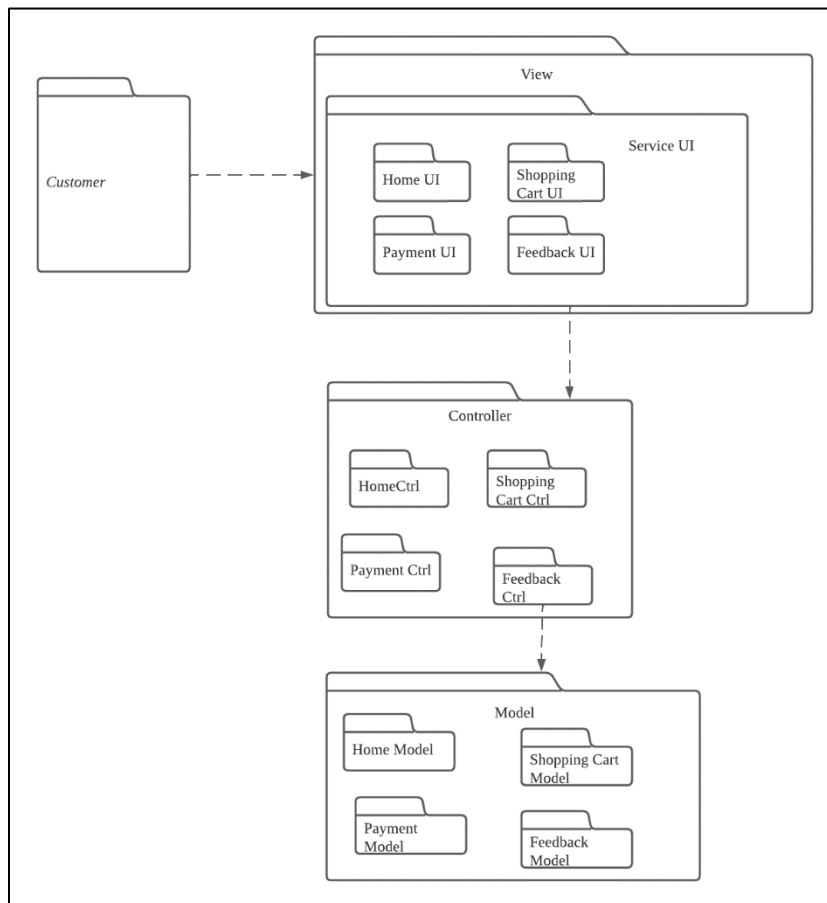 View
Service UI
Customer
Home UI
Shopping
Cart UI
Payment UI
Feedback UI
Controller
HomeCtrl
Shopping
Cart Ctrl
Payment Ctrl
Feedback
Ctrl
Model
Home Model
Shopping Cart
Model
Payment
Model
Feedback
Model